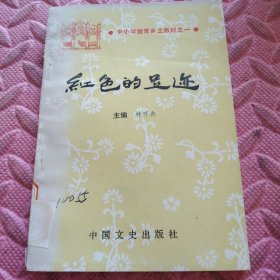 中小学德育乡土教材之一
红色的足迹
主编
中国文史出版社